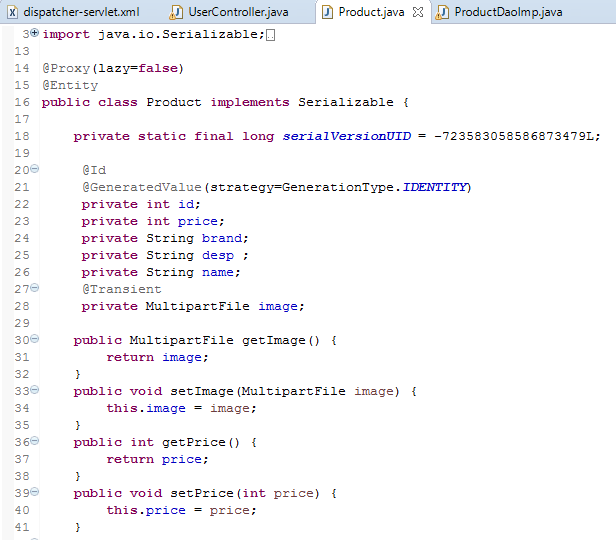 dispatcher-servlet.xml UserController.java Product.java ProductDaoImp.java
3 import java.io.Serializable;
13
14 @Proxy(lazy=false)
15 @Entity
16 public class Product implements Serializable {
17
18 private static final long serialVersionUID = -723583058586873479L;
19
20 @Id
21 @GeneratedValue(strategy=GenerationType.IDENTITY)
22 private int id;
23 private int price;
24 private String brand;
25 private String desp ;
26 private String name;
27 @Transient
28 private MultipartFile image;
29
30 public MultipartFile getImage() {
31 return image;
32 }
33 public void setImage(MultipartFile image) {
34 this.image = image;
35 }
36 public int getPrice() {
37 return price;
38 }
39 public void setPrice(int price) {
40 this.price = price;
41 }